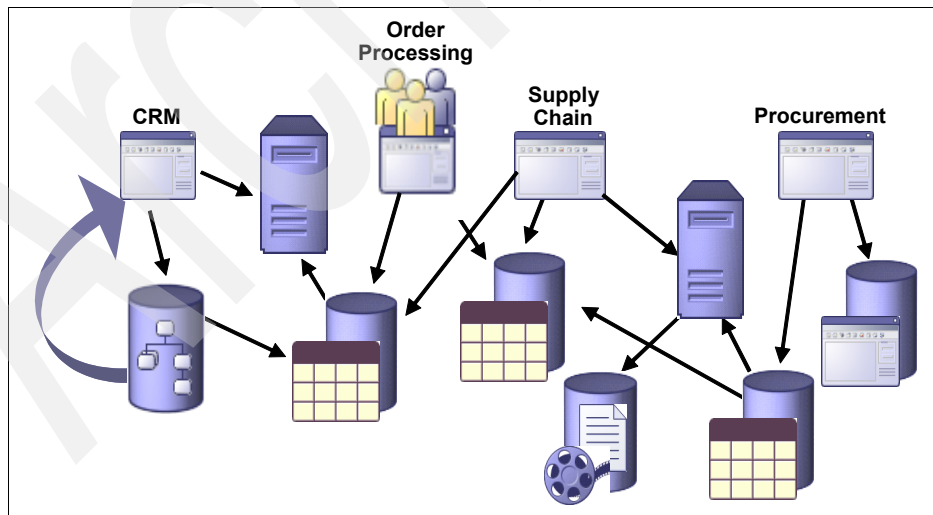 Order
Processing
CRM
Supply
Chain
Procurement